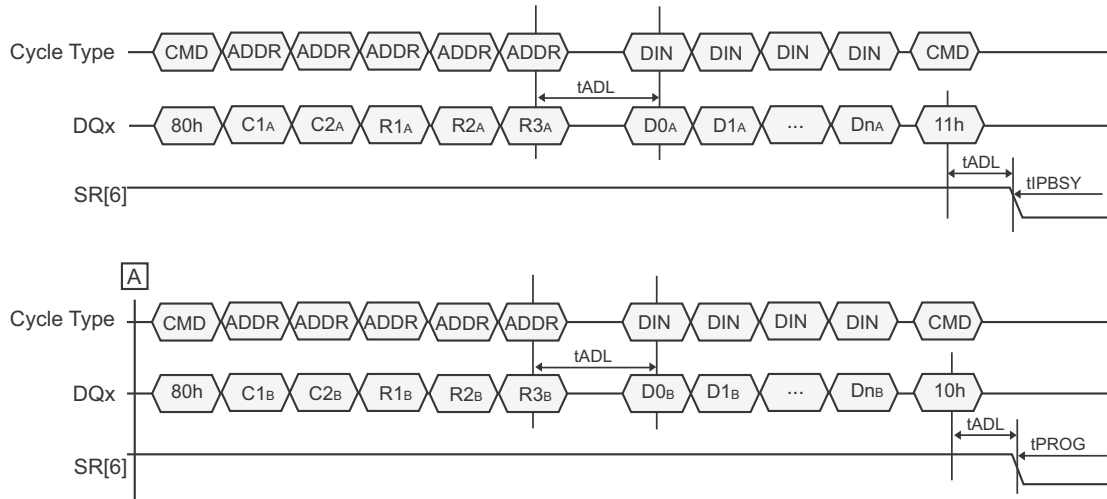 Cycle Type CMD ADDR ADDR ADDR ADDR ADDR DIN DIN DIN DIN CMD
tADL
DQx 80h C1A C2A R1A R2A R3A D0A D1A ... DnA 11h
tADL
SR[6] tIPBSY
A
Cycle Type CMD ADDR ADDR ADDR ADDR ADDR DIN DIN DIN DIN CMD
tADL
DQx 80h C1B C2B R1B R2B R3B D0B D1B ... DnB 10h
tADL
SR[6] tPROG